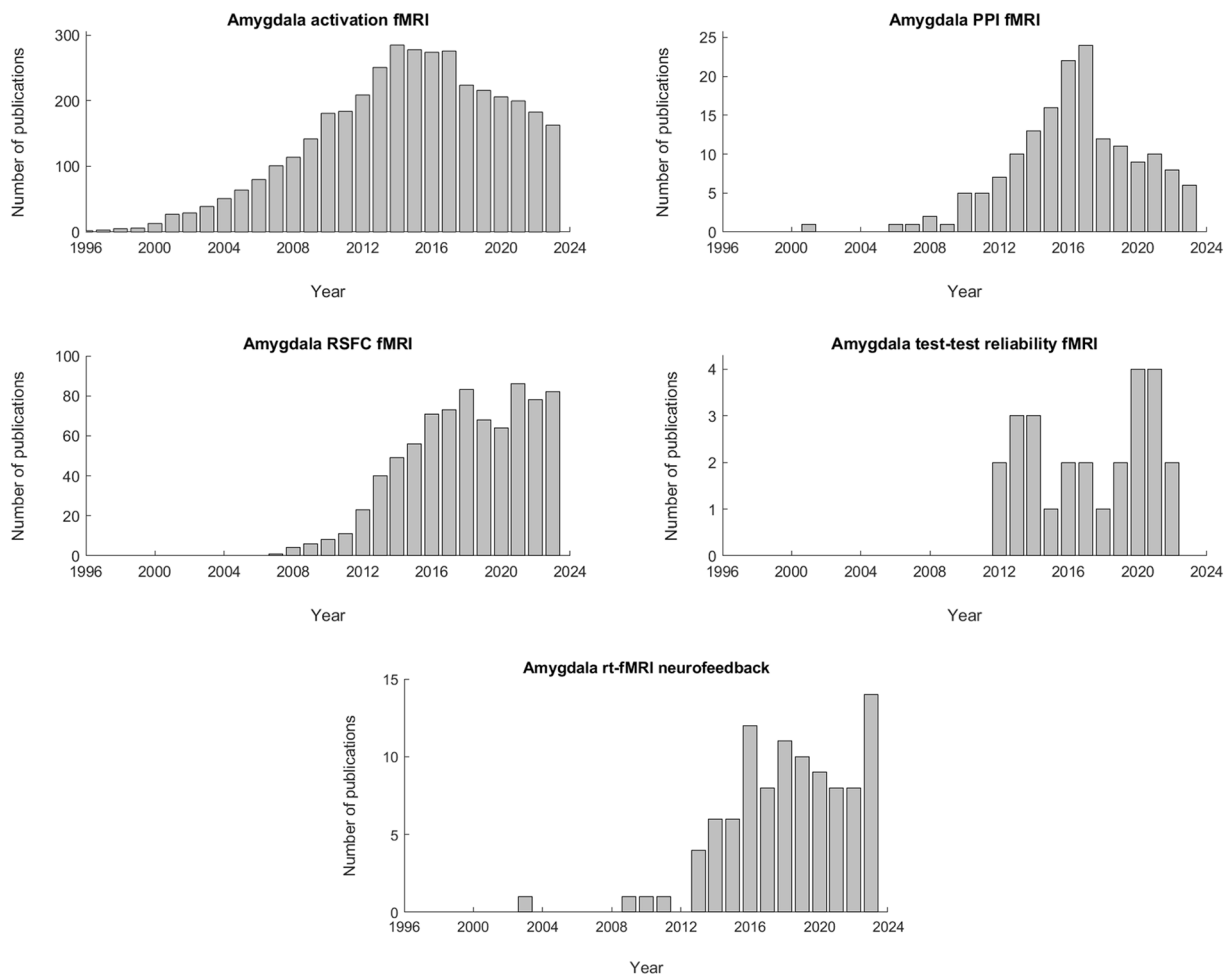 Amygdala activation fMRI
Number of publications
300
200
100
0
1996 2000 2004 2008 2012 2016 2020 2024
Year
Amygdala PPI fMRI
Number of publications
25
20
15
10
5
0
1996 2000 2004 2008 2012 2016 2020 2024
Year
Amygdala RSFC fMRI
Number of publications
100
80
60
40
20
0
1996 2000 2004 2008 2012 2016 2020 2024
Year
Amygdala test-test reliability fMRI
Number of publications
4
3
2
1
0
1996 2000 2004 2008 2012 2016 2020 2024
Year
Amygdala rt-fMRI neurofeedback
Number of publications
15
10
5
0
1996 2000 2004 2008 2012 2016 2020 2024
Year